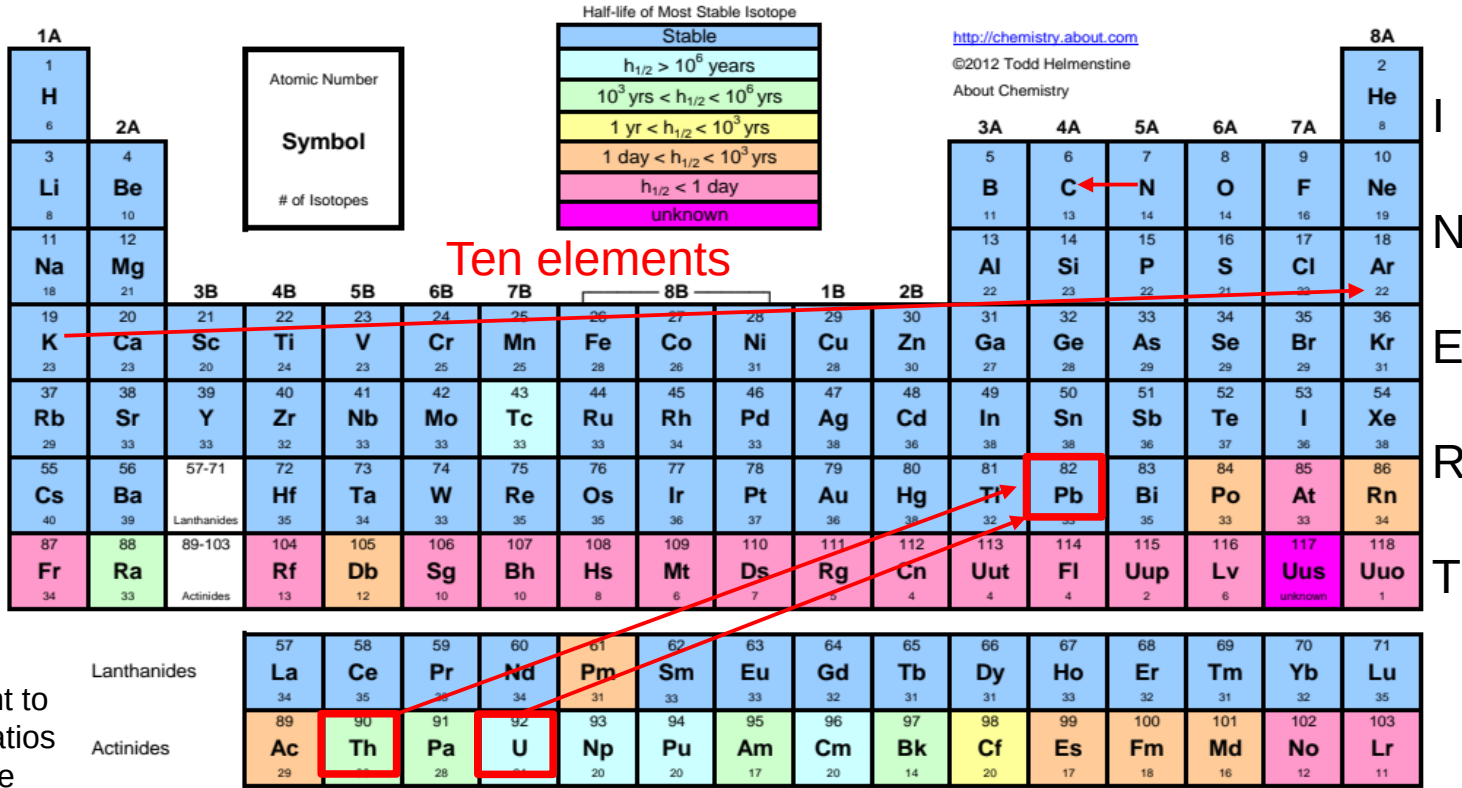 Half-life of Most Stable Isotope
1A Stable http://chemistry.about.com 8A
1 h1/2 > 10⁶ years ©2012 Todd Helmenstine 2
H Atomic Number 10³ yrs < h1/2 < 10⁶ yrs About Chemistry He
6 2A 1 yr < h1/2 < 10³ yrs 3A 4A 5A 6A 7A 8
I
3 4 Symbol 1 day < h1/2 < 10³ yrs 5 6 7 8 9 10
Li Be # of Isotopes h1/2 < 1 day B C N O F Ne
8 10 unknown 11 13 14 14 16 19
N
11 12 13 14 15 16 17 18
Na Mg Ten elements Al Si P S Cl Ar
18 21 3B 4B 5B 6B 7B 8B 1B 2B 22 23 22 21 22
19 20 21 22 23 24 25 26 27 28 29 30 31 32 33 34 35 36
K Ca Sc Ti V Cr Mn Fe Co Ni Cu Zn Ga Ge As Se Br Kr
23 23 20 24 23 25 25 28 26 31 28 30 27 28 29 29 29 31
E
37 38 39 40 41 42 43 44 45 46 47 48 49 50 51 52 53 54
Rb Sr Y Zr Nb Mo Tc Ru Rh Pd Ag Cd In Sn Sb Te I Xe
29 33 33 32 33 33 33 33 34 33 38 36 38 38 36 37 36 38
R
55 56 57-71 72 73 74 75 76 77 78 79 80 81 82 83 84 85 86
Cs Ba Hf Ta W Re Os Ir Pt Au Hg Tl Pb Bi Po At Rn
40 39 Lanthanides 35 34 33 35 35 36 37 36 38 32 33 35 33 33 34
87 88 89-103 104 105 106 107 108 109 110 111 112 113 114 115 116 117 118
Fr Ra Rf Db Sg Bh Hs Mt Ds Rg Cn Uut Fl Uup Lv Uus Uuo
34 33 Actinides 13 12 10 10 8 6 7 5 4 4 4 2 6 unknown 1
T
57 58 59 60 61 62 63 64 65 66 67 68 69 70 71
Lanthanides La Ce Pr Nd Pm Sm Eu Gd Tb Dy Ho Er Tm Yb Lu
34 35 34 31 33 33 32 31 31 33 32 31 32 35
89 90 91 92 93 94 95 96 97 98 99 100 101 102 103
Actinides Ac Th Pa U Np Pu Am Cm Bk Cf Es Fm Md No Lr
29 28 20 20 17 20 14 20 17 18 16 12 11
nt to
atios
e